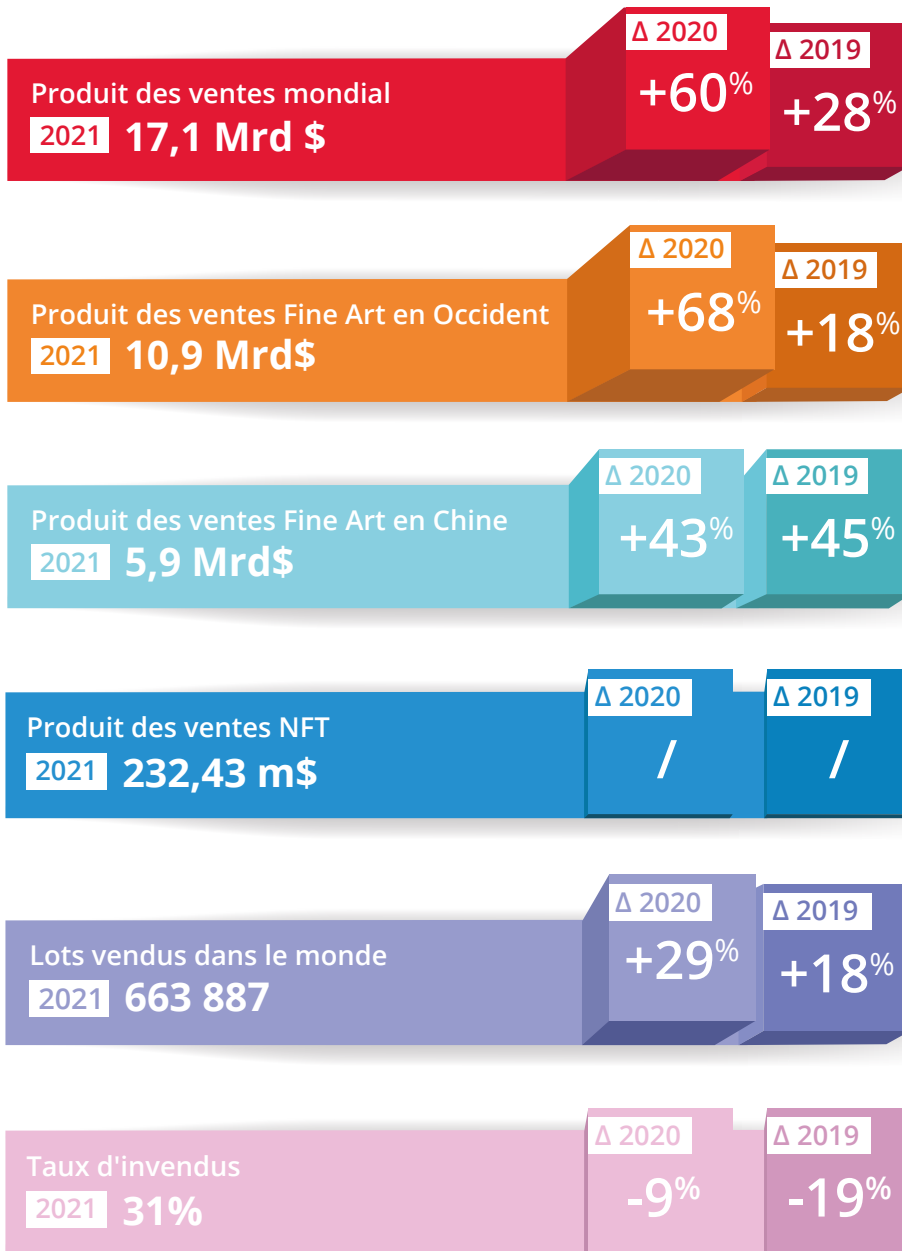 Produit des ventes mondial
2021 17,1 Mrd $
Δ 2020
+60%
Δ 2019
+28%
Produit des ventes Fine Art en Occident
2021 10,9 Mrd$
Δ 2020
+68%
Δ 2019
+18%
Produit des ventes Fine Art en Chine
2021 5,9 Mrd$
Δ 2020
+43%
Δ 2019
+45%
Produit des ventes NFT
2021 232,43 m$
Δ 2020
/
Δ 2019
/
Lots vendus dans le monde
2021 663 887
Δ 2020
+29%
Δ 2019
+18%
Taux d'invendus
2021 31%
Δ 2020
-9%
Δ 2019
-19%